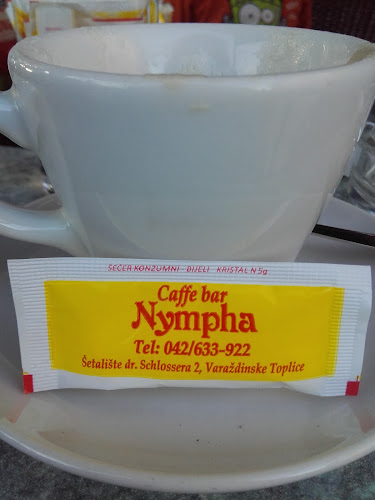 ŠEĆER KONZUMNI - BIJELI - KRISTAL N 5g
Caffe bar
Nympha
Tel: 042/633-922
Šetalište dr. Schlossera 2, Varaždinske Toplice